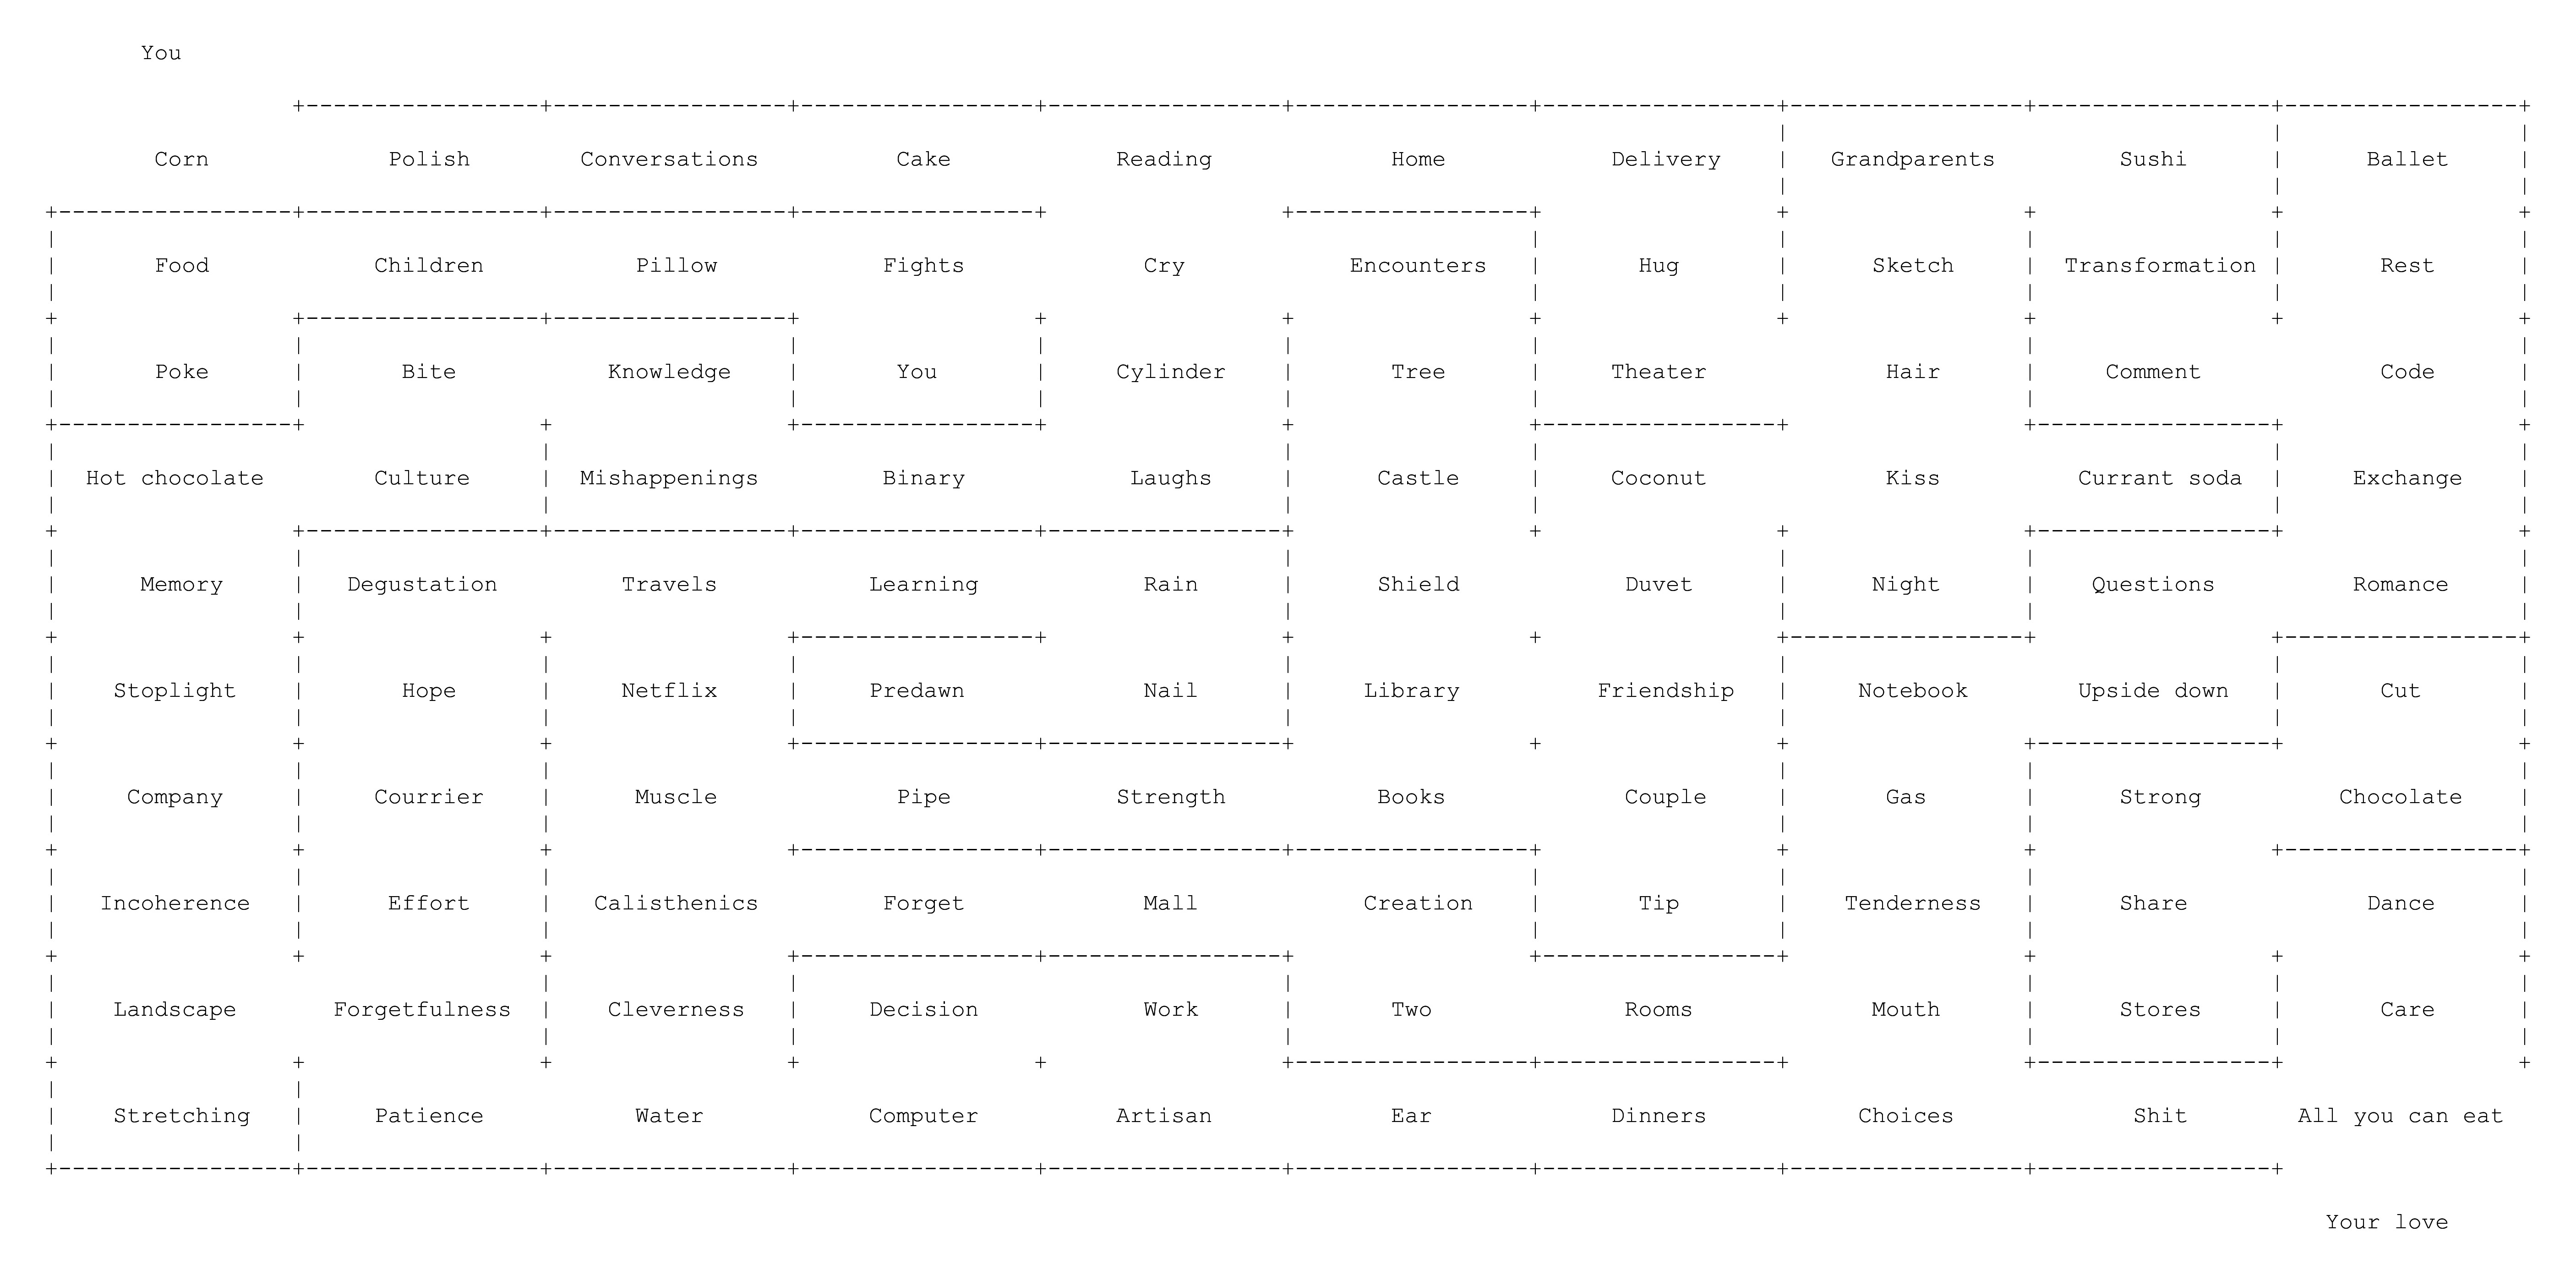 You
Corn Polish Conversations Cake Reading Home Delivery Grandparents Sushi Ballet
Food Children Pillow Fights Cry Encounters Hug Sketch Transformation Rest
Poke Bite Knowledge You Cylinder Tree Theater Hair Comment Code
Hot chocolate Culture Mishappenings Binary Laughs Castle Coconut Kiss Currant soda Exchange
Memory Degustation Travels Learning Rain Shield Duvet Night Questions Romance
Stoplight Hope Netflix Predawn Nail Library Friendship Notebook Upside down Cut
Company Courrier Muscle Pipe Strength Books Couple Gas Strong Chocolate
Incoherence Effort Calisthenics Forget Mall Creation Tip Tenderness Share Dance
Landscape Forgetfulness Cleverness Decision Work Two Rooms Mouth Stores Care
Stretching Patience Water Computer Artisan Ear Dinners Choices Shit All you can eat
Your love